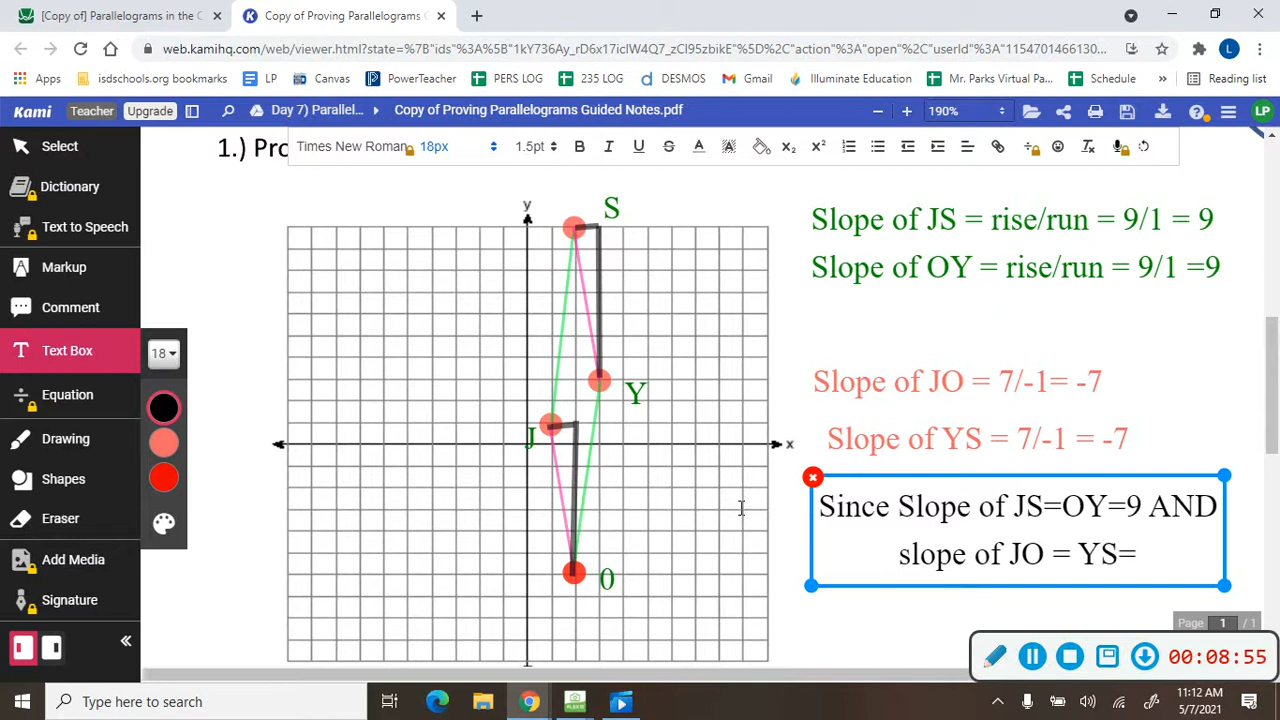 [Copy of] Parallelograms in the C
Copy of Proving Parallelograms G
web.kamihq.com/web/viewer.html?state=%7B"ids"%3A%5B"1kY736Ay_rD6x17icIW4Q7_zCl95zbikE"%5D%2C"action"%3A"open"%2C"userId"%3A"1154701466130...
L
Apps
isdschools.org bookmarks
LP
Canvas
PowerTeacher
PERS LOG
235 LOG
DESMOS
Gmail
Illuminate Education
Mr. Parks Virtual Pa...
Schedule
»
Reading list
Kami
Teacher
Upgrade
Day 7) Parallel...
Copy of Proving Parallelograms Guided Notes.pdf
190%
LP
Select
Dictionary
Text to Speech
Markup
Comment
Text Box
Equation
Drawing
Shapes
Eraser
Add Media
Signature
18
1.) Pro
Times New Roman
18px
1.5pt
B I U S A A
y
S
Y
J
x
0
Slope of JS = rise/run = 9/1 = 9
Slope of OY = rise/run = 9/1 =9
Slope of JO = 7/-1= -7
Slope of YS = 7/-1 = -7
Since Slope of JS=OY=9 AND
slope of JO = YS=
Page 1 / 1
00:08:55
Type here to search
11:12 AM
5/7/2021